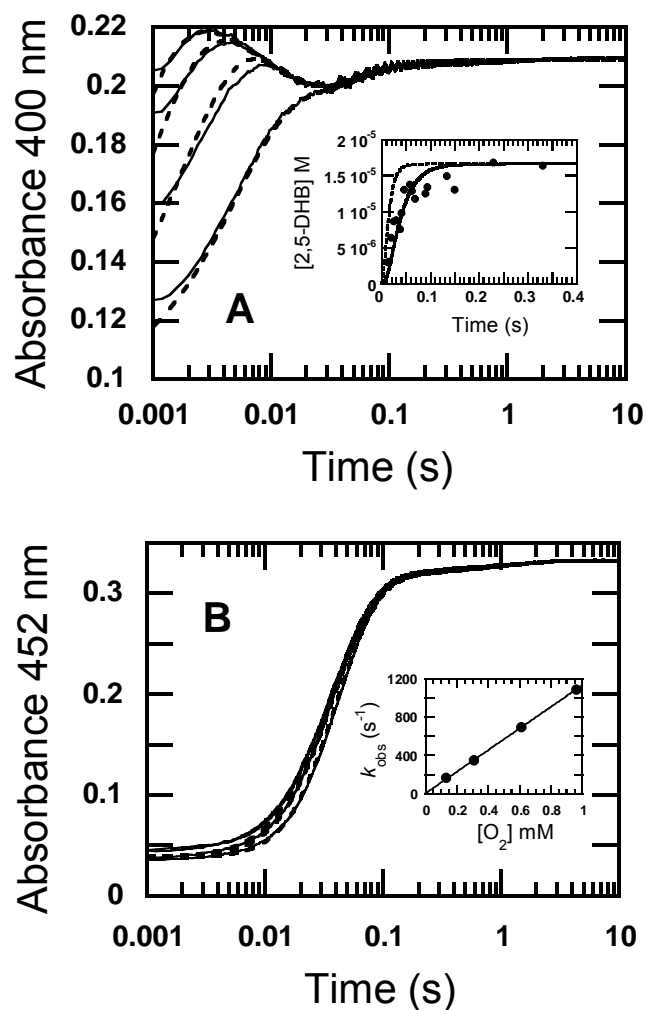 Absorbance 400 nm
0.22
0.2
0.18
0.16
0.14
0.12
0.1
A
[2,5-DHB] M
2 10⁻⁵
1.5 10⁻⁵
1 10⁻⁵
5 10⁻⁶
0
0 0.1 0.2 0.3 0.4
Time (s)
0.001 0.01 0.1 1 10
Time (s)
Absorbance 452 nm
0.3
0.2
0.1
0
B
k_obs (s⁻¹)
1200
800
400
0
0 0.2 0.4 0.6 0.8 1
[O₂] mM
0.001 0.01 0.1 1 10
Time (s)